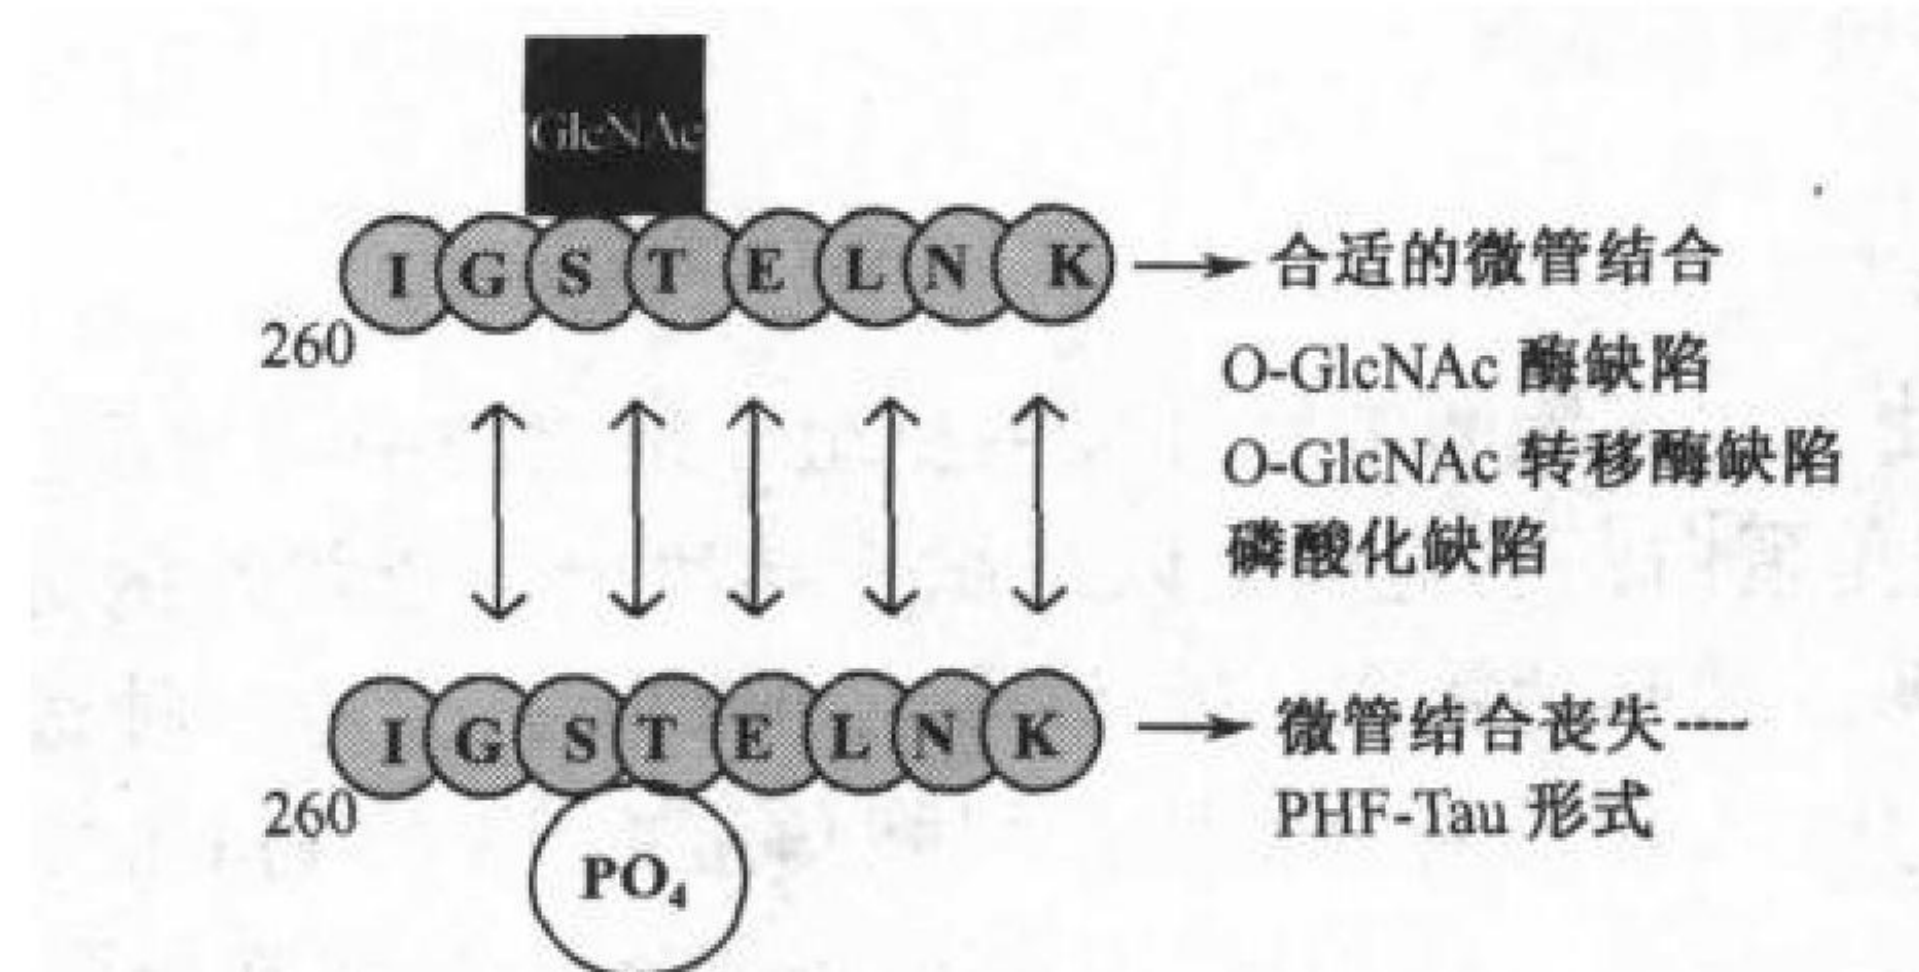 GlcNAc
I G S T E L N K
合适的微管结合
260
O-GlcNAc 酶缺陷
O-GlcNAc 转移酶缺陷
磷酸化缺陷
I G S T E L N K
微管结合丧失----
260
PHF-Tau 形式
PO₄